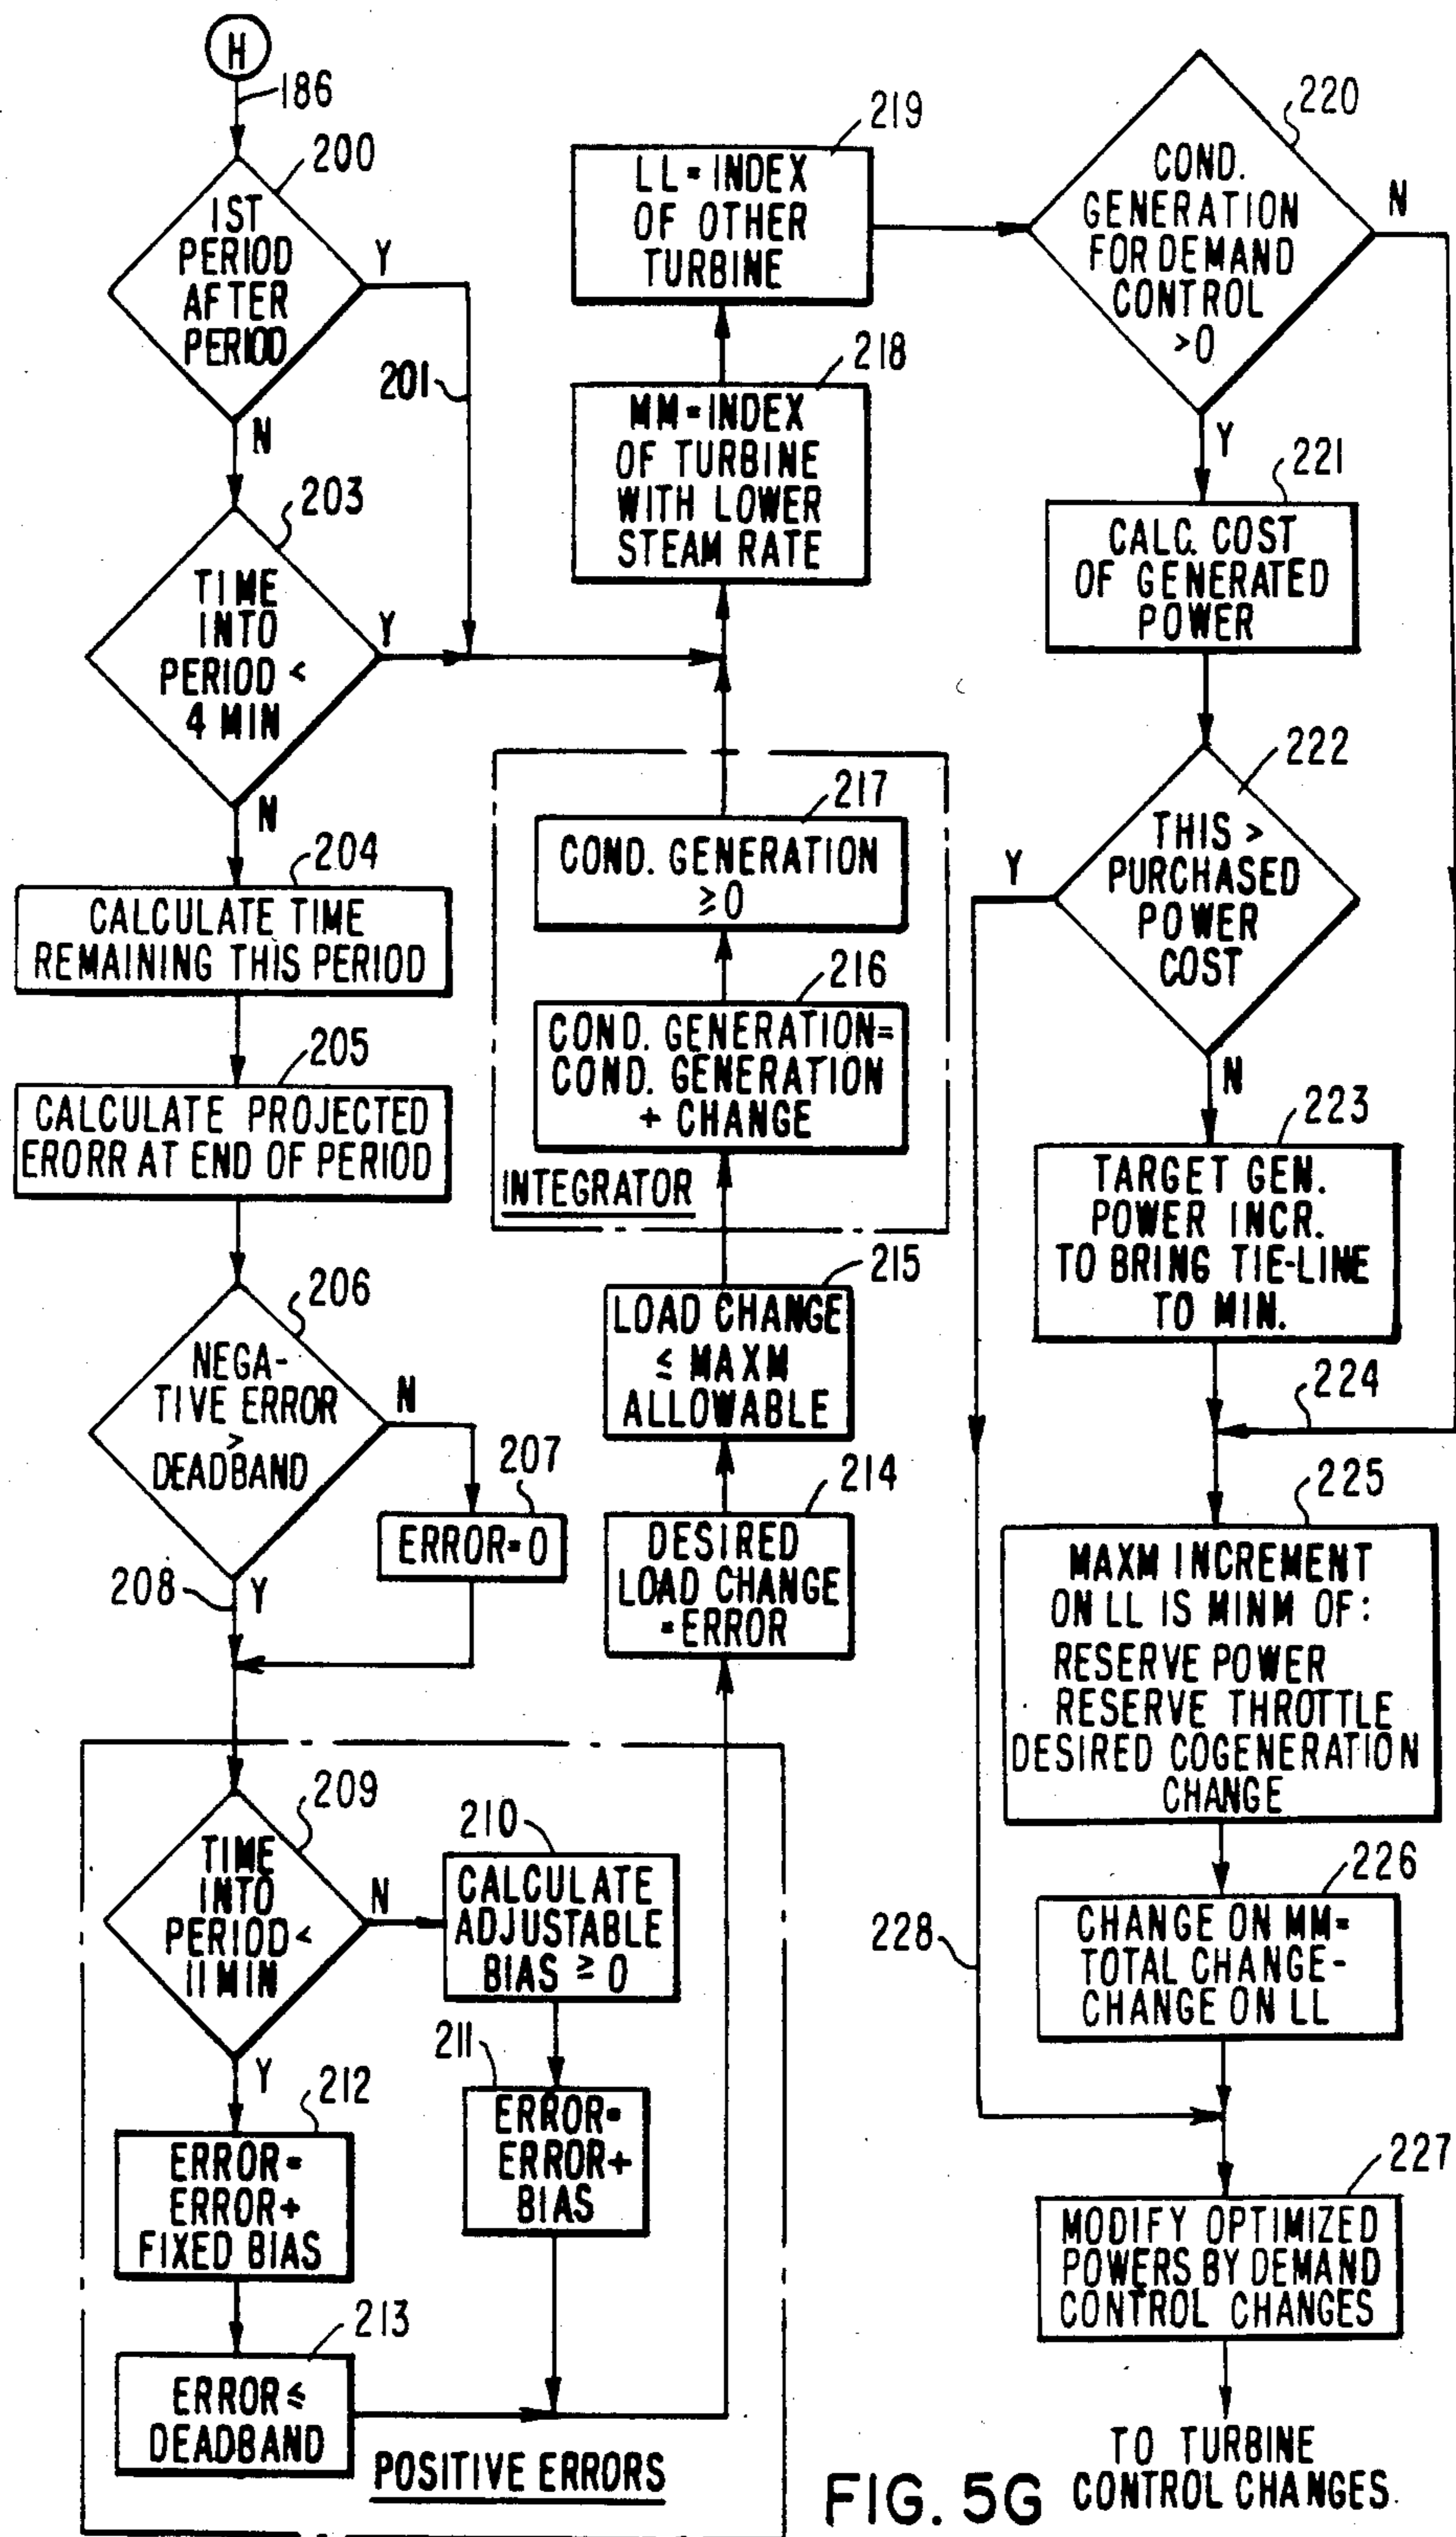 H
186
200
1ST
PERIOD
AFTER
PERIOD
Y
201
N
203
TIME
INTO
PERIOD <
4 MIN
Y
N
204
CALCULATE TIME
REMAINING THIS PERIOD
205
CALCULATE PROJECTED
ERORR AT END OF PERIOD
206
NEGA-
TIVE ERROR
>
DEADBAND
N
207
ERROR=0
208
Y
209
TIME
INTO
PERIOD <
11 MIN
N
210
CALCULATE
ADJUSTABLE
BIAS ≥ 0
211
ERROR=
ERROR+
BIAS
Y
212
ERROR=
ERROR+
FIXED BIAS
213
ERROR ≤
DEADBAND
POSITIVE ERRORS
214
DESIRED
LOAD CHANGE
=ERROR
215
LOAD CHANGE
≤ MAXM
ALLOWABLE
216
COND. GENERATION=
COND. GENERATION
+ CHANGE
INTEGRATOR
217
COND. GENERATION
≥0
218
MM=INDEX
OF TURBINE
WITH LOWER
STEAM RATE
219
LL=INDEX
OF OTHER
TURBINE
220
COND.
GENERATION
FOR DEMAND
CONTROL
>0
N
Y
221
CALC. COST
OF GENERATED
POWER
222
THIS >
PURCHASED
POWER
COST
Y
N
223
TARGET GEN.
POWER INCR.
TO BRING TIE-LINE
TO MIN.
224
225
MAXM INCREMENT
ON LL IS MINM OF:
RESERVE POWER
RESERVE THROTTLE
DESIRED COGENERATION
CHANGE
226
CHANGE ON MM=
TOTAL CHANGE-
CHANGE ON LL
228
227
MODIFY OPTIMIZED
POWERS BY DEMAND
CONTROL CHANGES
TO TURBINE
CONTROL CHANGES.
FIG. 5G